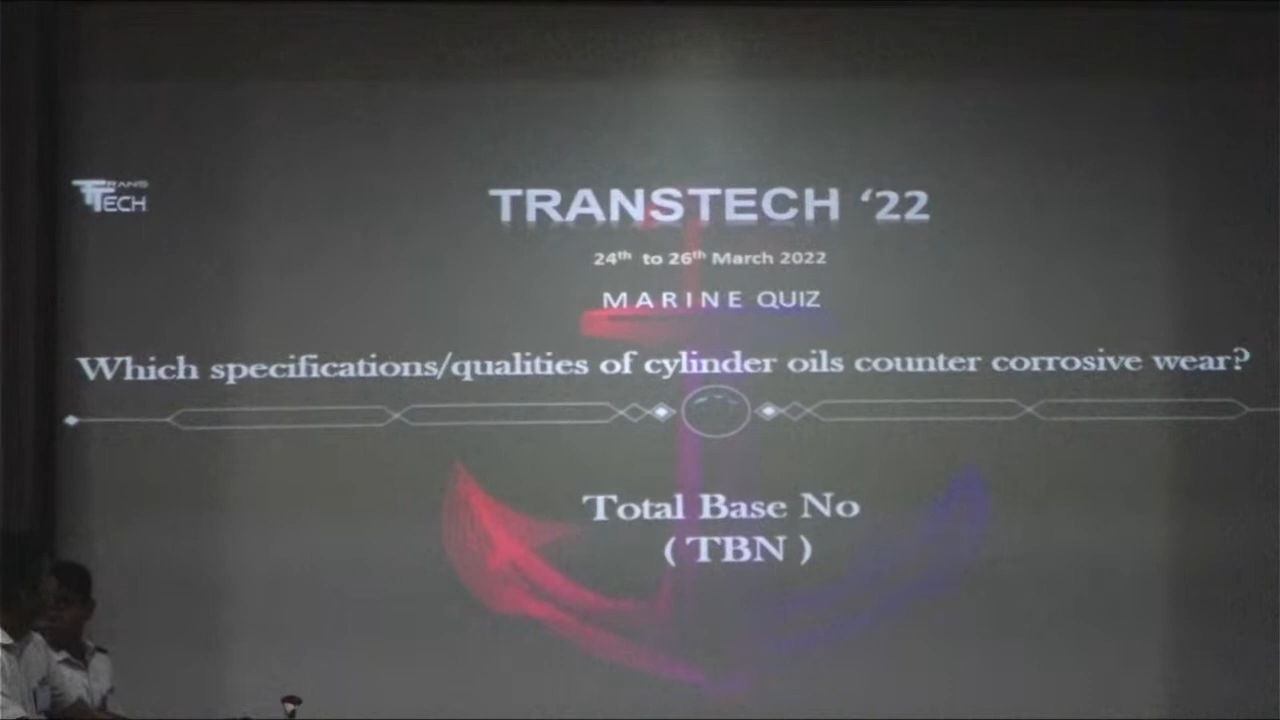 TRANS
TECH
TRANSTECH ‘22
24th to 26th March 2022
MARINE QUIZ
Which specifications/qualities of cylinder oils counter corrosive wear?
Total Base No
( TBN )